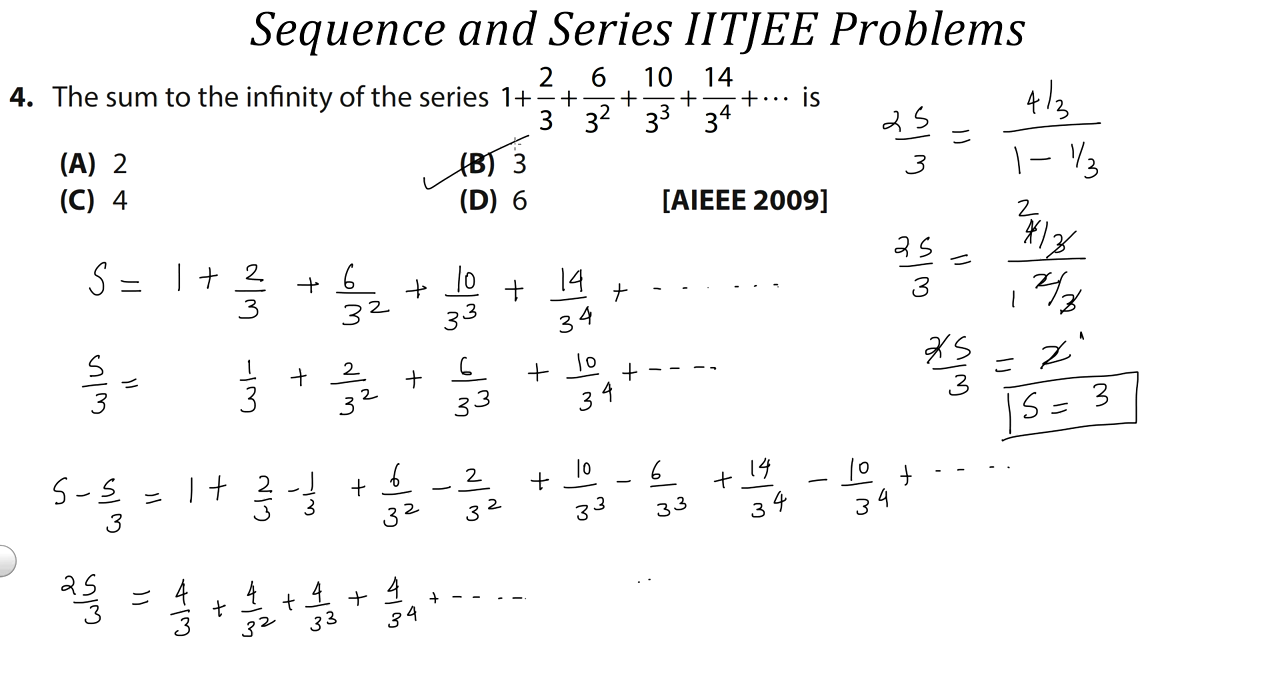 Sequence and Series IITJEE Problems
4. The sum to the infinity of the series 1+2/3+6/3²+10/3³+14/3⁴+⋯ is
(A) 2 (B) 3
(C) 4 (D) 6 [AIEEE 2009]
S = 1 + 2/3 + 6/3² + 10/3³ + 14/3⁴ + - - - - - -
S/3 = 1/3 + 2/3² + 6/3³ + 10/3⁴ + - - - -
S - S/3 = 1 + 2/3 - 1/3 + 6/3² - 2/3² + 10/3³ - 6/3³ + 14/3⁴ - 10/3⁴ + - - - - -
2S/3 = 4/3 + 4/3² + 4/3³ + 4/3⁴ + - - - - -
2S/3 = (4/3)/(1 - 1/3)
2S/3 = (4/3)/(2/3) 2 1
2S/3 = 2 1
S = 3